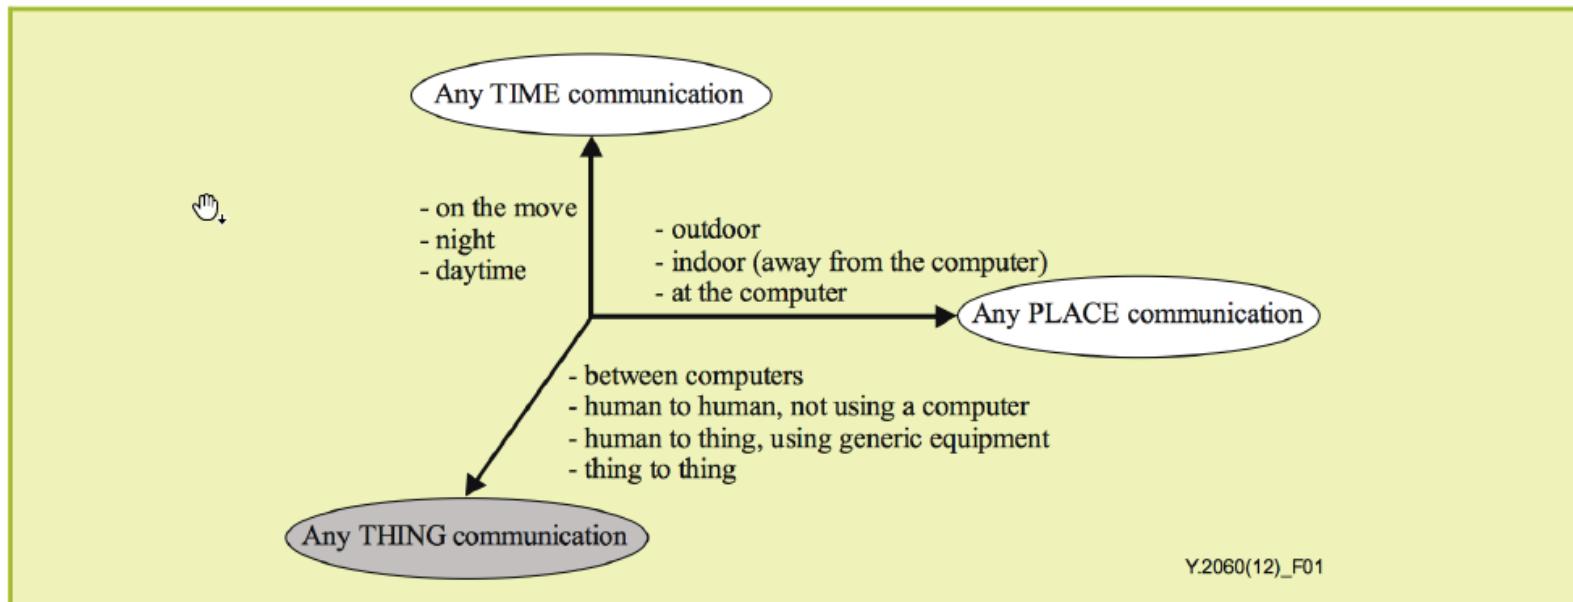 Any TIME communication
- on the move
- night
- daytime
- outdoor
- indoor (away from the computer)
- at the computer
Any PLACE communication
- between computers
- human to human, not using a computer
- human to thing, using generic equipment
- thing to thing
Any THING communication
Y.2060(12)_F01